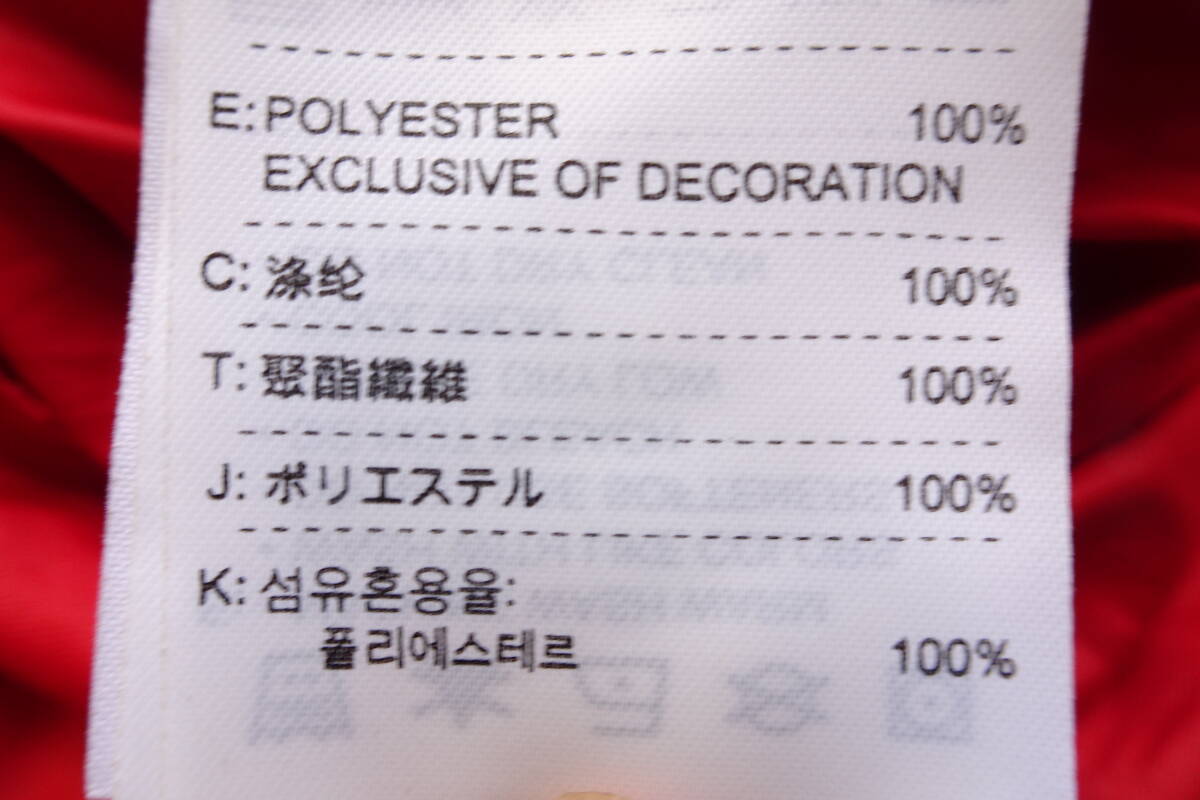 E: POLYESTER 100%
EXCLUSIVE OF DECORATION
C: 涤纶 100%
T: 聚酯纖維 100%
J: ポリエステル 100%
K: 섬유혼용율:
폴리에스테르 100%